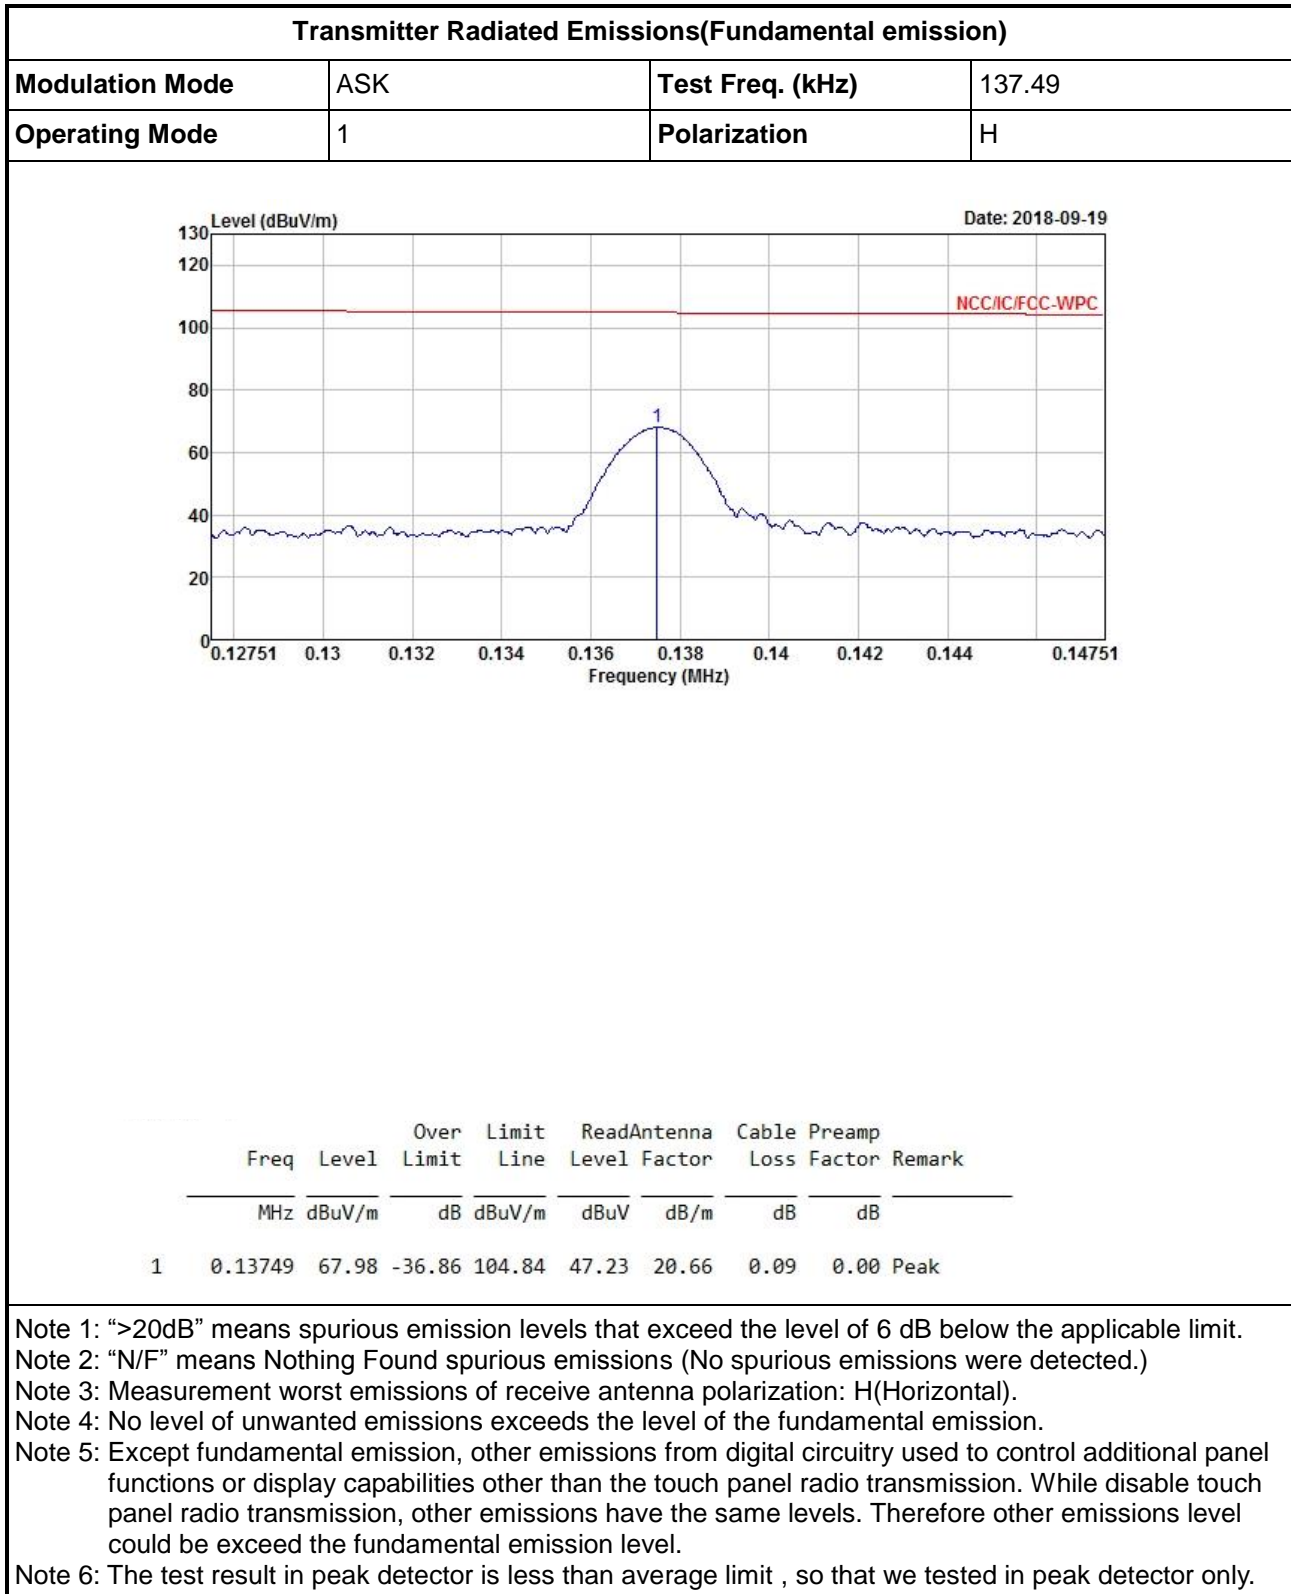 Transmitter Radiated Emissions(Fundamental emission)
Modulation Mode ASK Test Freq. (kHz) 137.49
Operating Mode 1 Polarization H
Level (dBuV/m) Date: 2018-09-19
130
120
NCC/IC/FCC-WPC
100
80
1
60
40
20
0
0.12751 0.13 0.132 0.134 0.136 0.138 0.14 0.142 0.144 0.14751
Frequency (MHz)
Over Limit ReadAntenna Cable Preamp
Freq Level Limit Line Level Factor Loss Factor Remark
MHz dBuV/m dB dBuV/m dBuV dB/m dB dB
1 0.13749 67.98 -36.86 104.84 47.23 20.66 0.09 0.00 Peak
Note 1: “>20dB” means spurious emission levels that exceed the level of 6 dB below the applicable limit.
Note 2: “N/F” means Nothing Found spurious emissions (No spurious emissions were detected.)
Note 3: Measurement worst emissions of receive antenna polarization: H(Horizontal).
Note 4: No level of unwanted emissions exceeds the level of the fundamental emission.
Note 5: Except fundamental emission, other emissions from digital circuitry used to control additional panel
functions or display capabilities other than the touch panel radio transmission. While disable touch
panel radio transmission, other emissions have the same levels. Therefore other emissions level
could be exceed the fundamental emission level.
Note 6: The test result in peak detector is less than average limit , so that we tested in peak detector only.